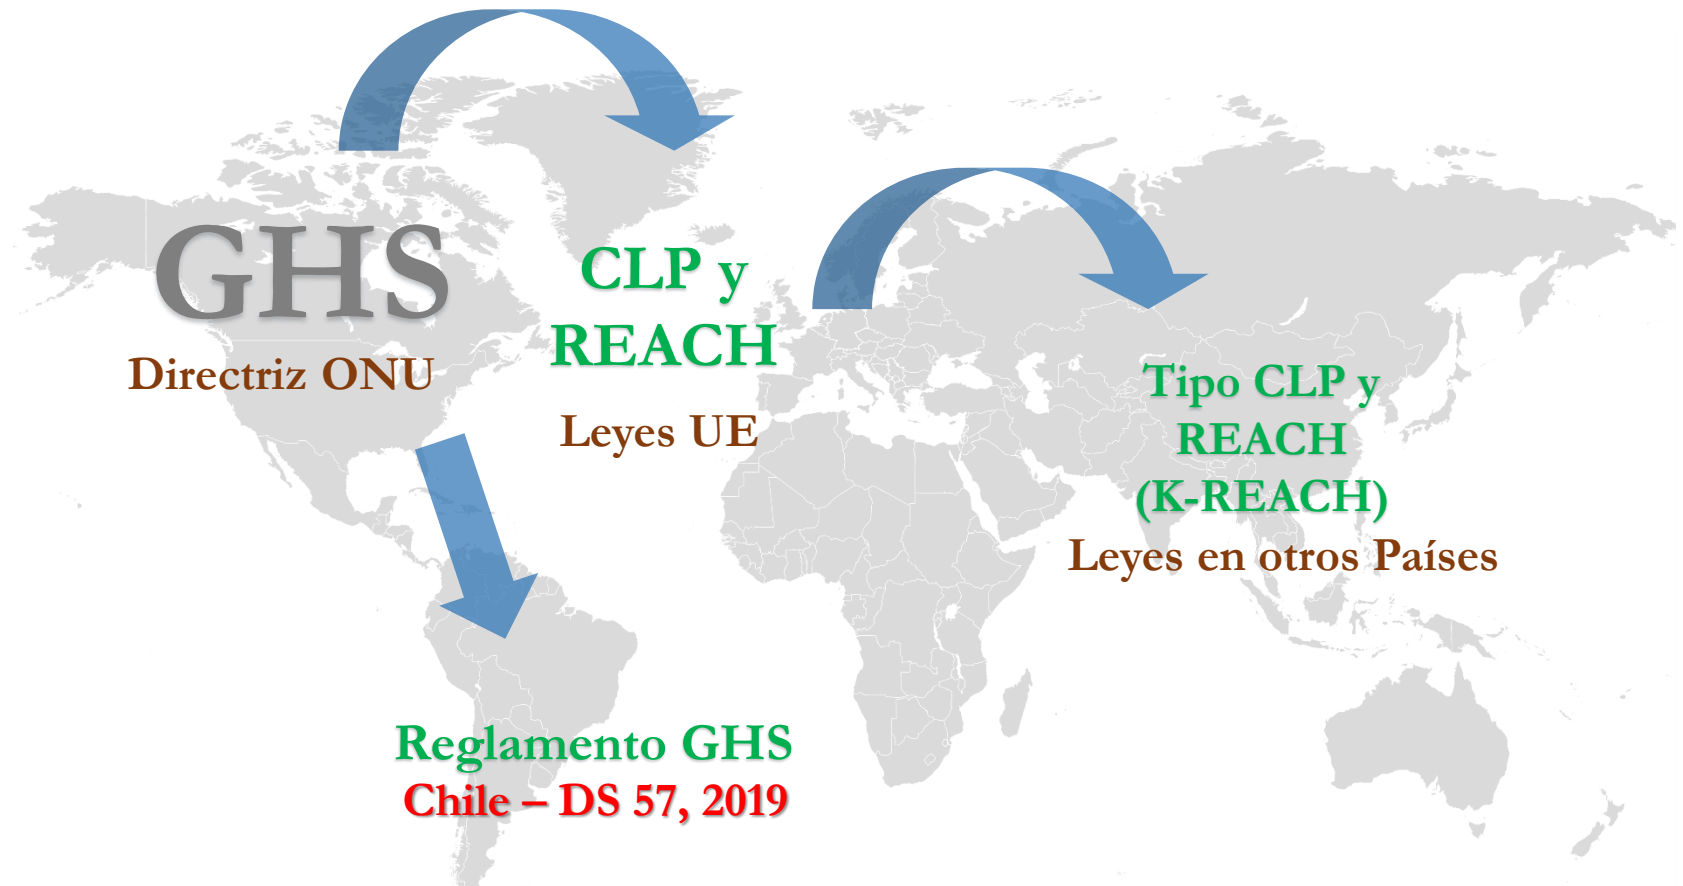 GHS
Directriz ONU
CLP y
REACH
Leyes UE
Tipo CLP y
REACH
(K-REACH)
Leyes en otros Países
Reglamento GHS
Chile – DS 57, 2019